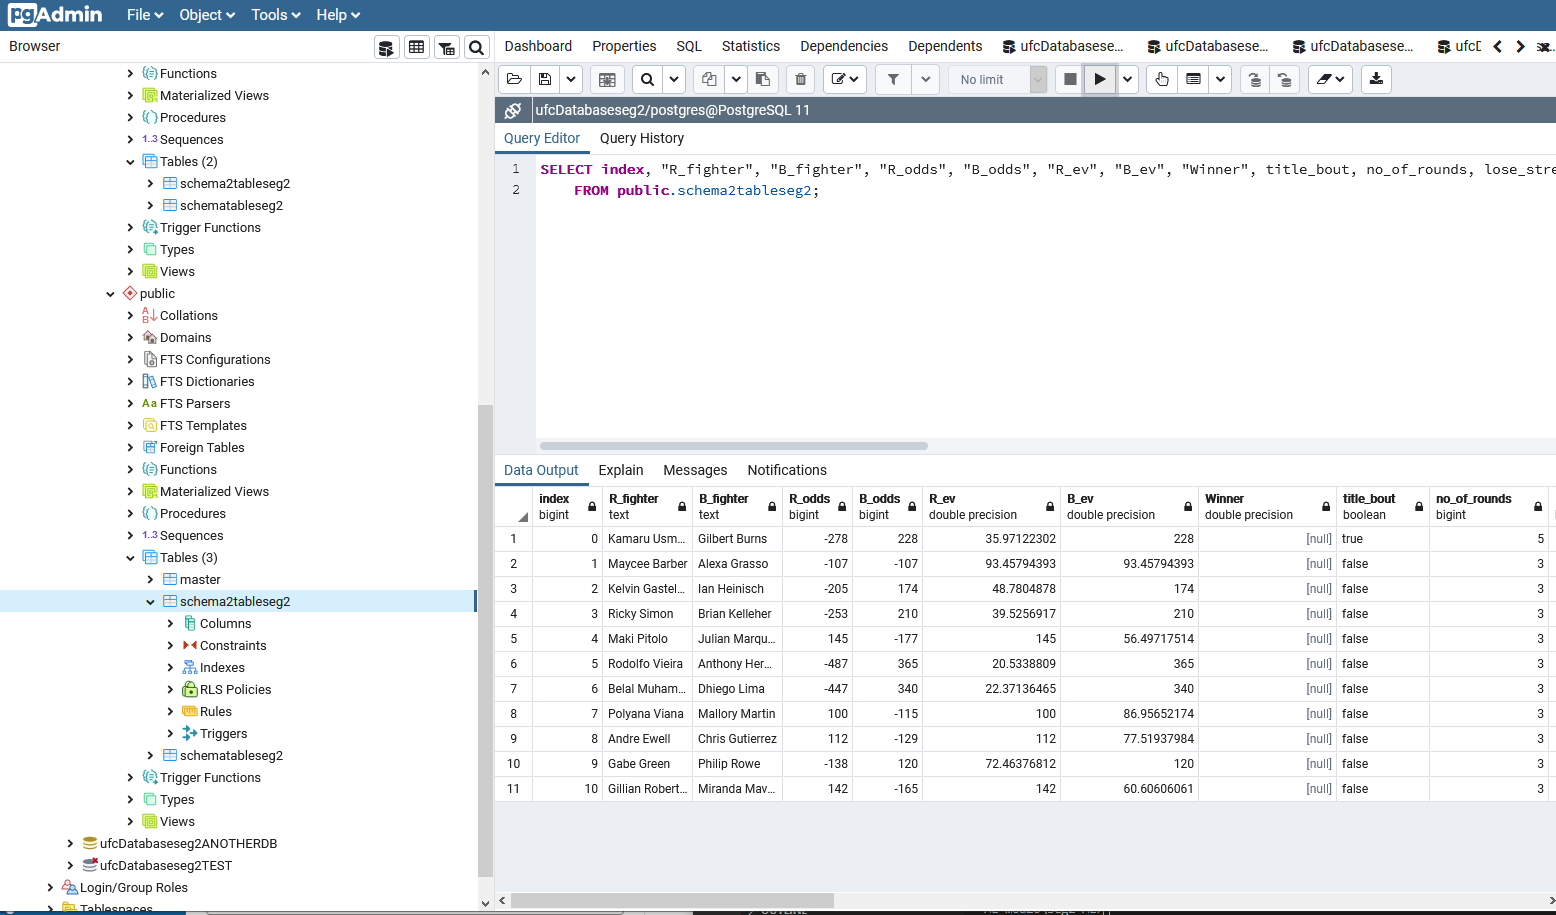 pgAdmin File Object Tools Help
Browser
Dashboard Properties SQL Statistics Dependencies Dependents ufcDatabasese... ufcDatabasese... ufcDatabasese... ufcD
Functions
Materialized Views
Procedures
1..3 Sequences
Tables (2)
schema2tableseg2
schematableseg2
Trigger Functions
Types
Views
public
Collations
Domains
FTS Configurations
FTS Dictionaries
Aa FTS Parsers
FTS Templates
Foreign Tables
Functions
Materialized Views
Procedures
1..3 Sequences
Tables (3)
master
schema2tableseg2
Columns
Constraints
Indexes
RLS Policies
Rules
Triggers
schematableseg2
Trigger Functions
Types
Views
ufcDatabaseseg2ANOTHERDB
ufcDatabaseseg2TEST
Login/Group Roles
Tablespaces
No limit
ufcDatabaseseg2/postgres@PostgreSQL 11
Query Editor Query History
1 SELECT index, "R_fighter", "B_fighter", "R_odds", "B_odds", "R_ev", "B_ev", "Winner", title_bout, no_of_rounds, lose_stre
2 FROM public.schema2tableseg2;
Data Output Explain Messages Notifications
index R_fighter B_fighter R_odds B_odds R_ev B_ev Winner title_bout no_of_rounds
bigint text text bigint bigint double precision double precision double precision boolean bigint
1 0 Kamaru Usm... Gilbert Burns -278 228 35.97122302 228 [null] true 5
2 1 Maycee Barber Alexa Grasso -107 -107 93.45794393 93.45794393 [null] false 3
3 2 Kelvin Gastel... Ian Heinisch -205 174 48.7804878 174 [null] false 3
4 3 Ricky Simon Brian Kelleher -253 210 39.5256917 210 [null] false 3
5 4 Maki Pitolo Julian Marqu... 145 -177 145 56.49717514 [null] false 3
6 5 Rodolfo Vieira Anthony Her... -487 365 20.5338809 365 [null] false 3
7 6 Belal Muham... Dhiego Lima -447 340 22.37136465 340 [null] false 3
8 7 Polyana Viana Mallory Martin 100 -115 100 86.95652174 [null] false 3
9 8 Andre Ewell Chris Gutierrez 112 -129 112 77.51937984 [null] false 3
10 9 Gabe Green Philip Rowe -138 120 72.46376812 120 [null] false 3
11 10 Gillian Robert... Miranda Mav... 142 -165 142 60.60606061 [null] false 3